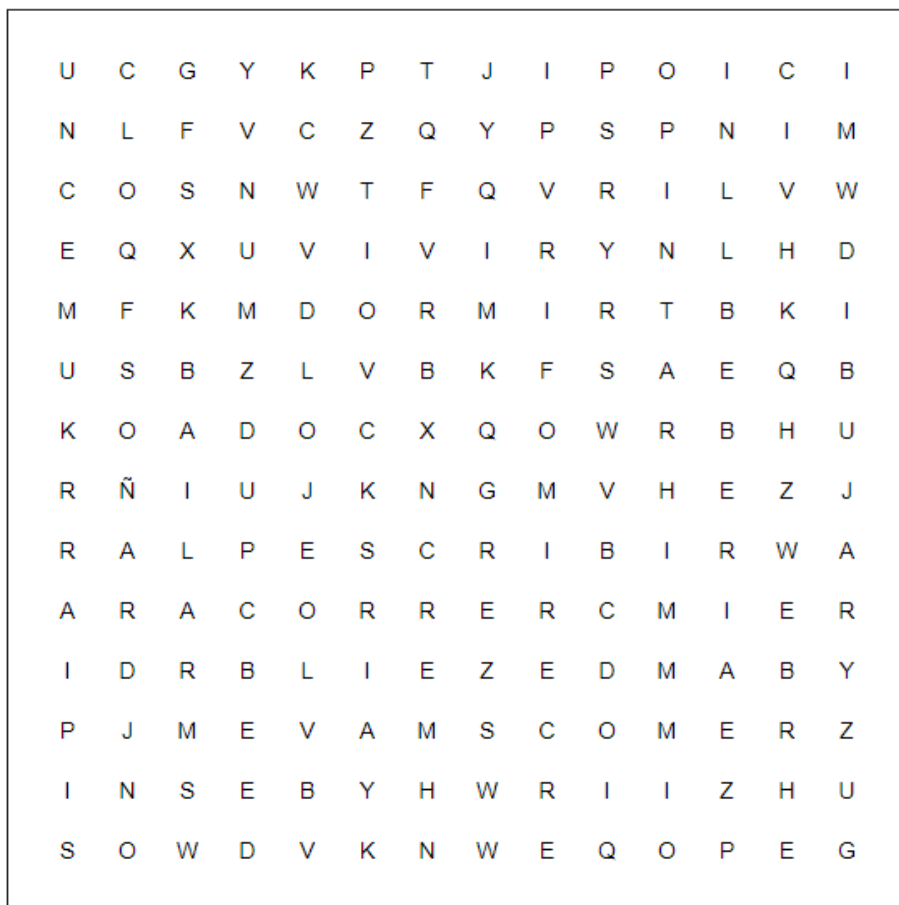 U C G Y K P T J I P O I C I
N L F V C Z Q Y P S P N I M
C O S N W T F Q V R I L V W
E Q X U V I V I R Y N L H D
M F K M D O R M I R T B K I
U S B Z L V B K F S A E Q B
K O A D O C X Q O W R B H U
R Ñ I U J K N G M V H E Z J
R A L P E S C R I B I R W A
A R A C O R R E R C M I E R
I D R B L I E Z E D M A B Y
P J M E V A M S C O M E R Z
I N S E B Y H W R I I Z H U
S O W D V K N W E Q O P E G